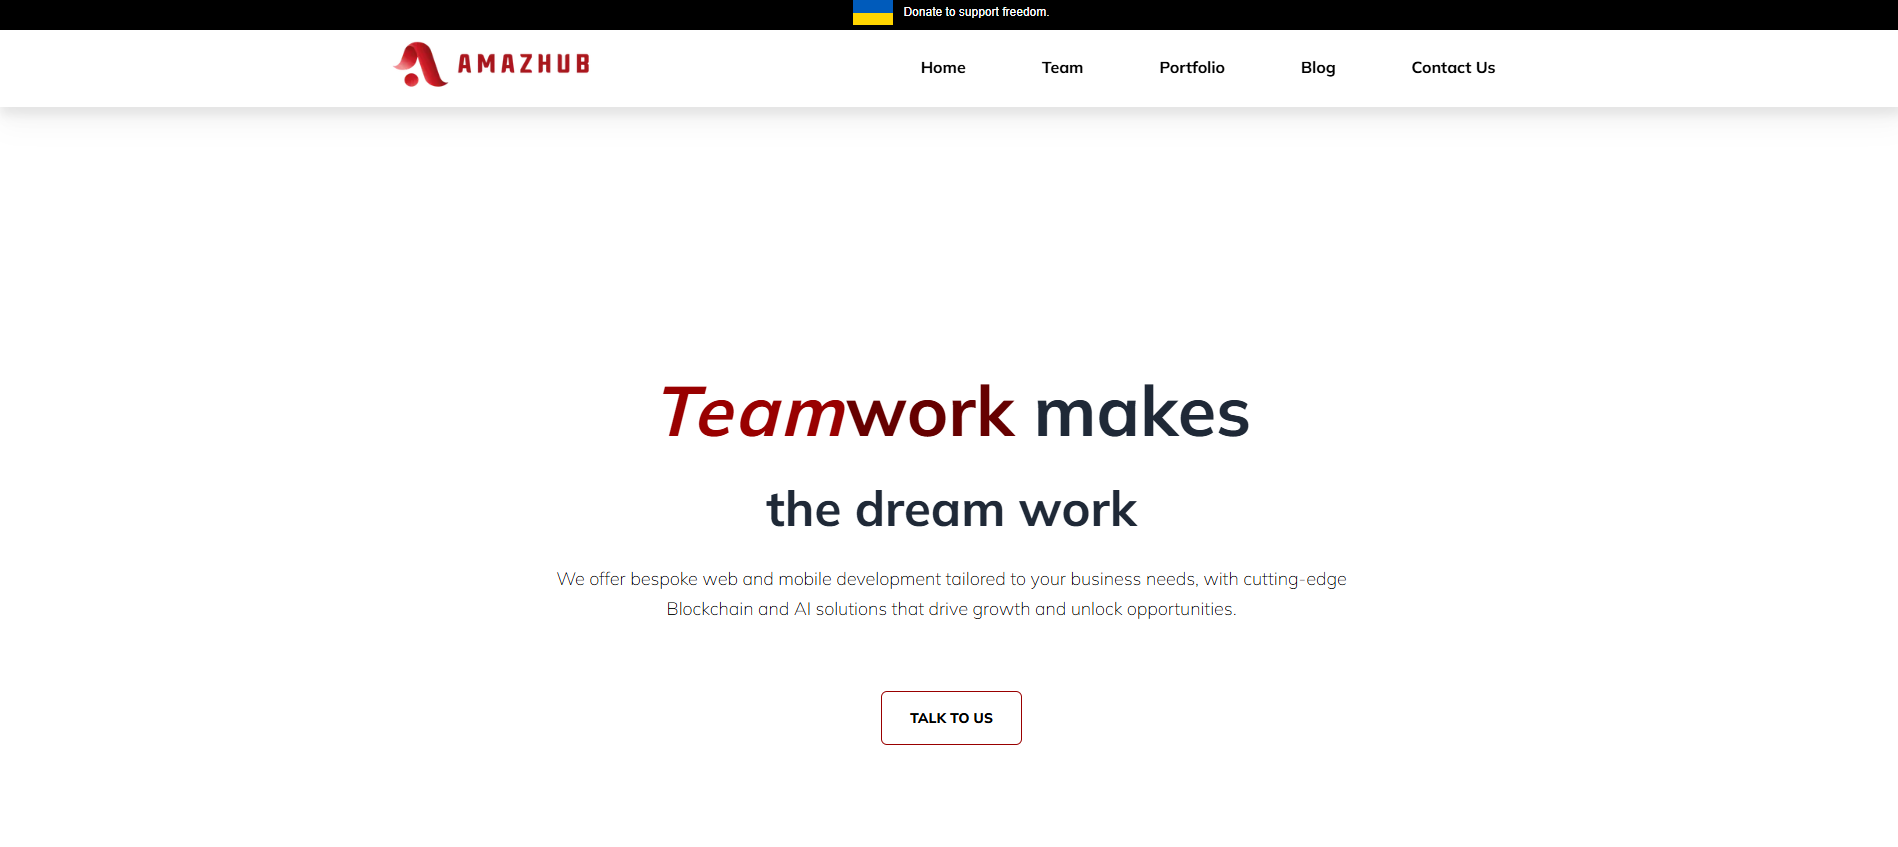 Donate to support freedom.
AMAZHUB
Home Team Portfolio Blog Contact Us
Teamwork makes
the dream work
We offer bespoke web and mobile development tailored to your business needs, with cutting-edge
Blockchain and AI solutions that drive growth and unlock opportunities.
TALK TO US